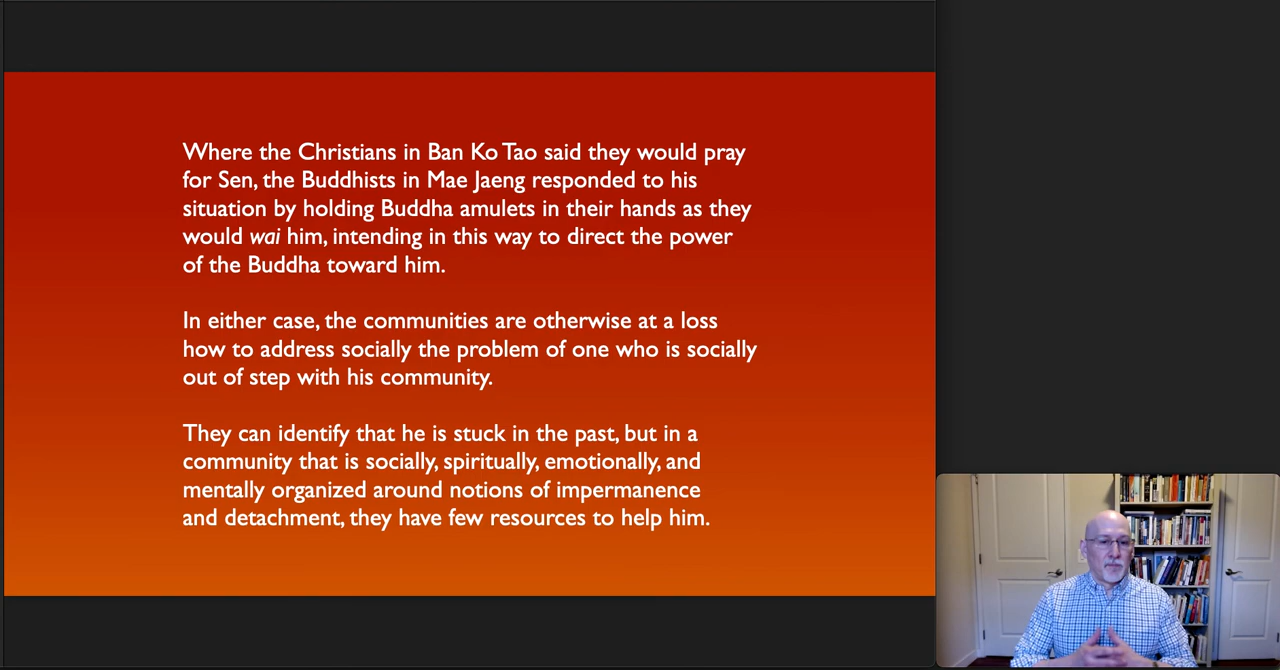 Where the Christians in Ban Ko Tao said they would pray
for Sen, the Buddhists in Mae Jaeng responded to his
situation by holding Buddha amulets in their hands as they
would wai him, intending in this way to direct the power
of the Buddha toward him.
In either case, the communities are otherwise at a loss
how to address socially the problem of one who is socially
out of step with his community.
They can identify that he is stuck in the past, but in a
community that is socially, spiritually, emotionally, and
mentally organized around notions of impermanence
and detachment, they have few resources to help him.